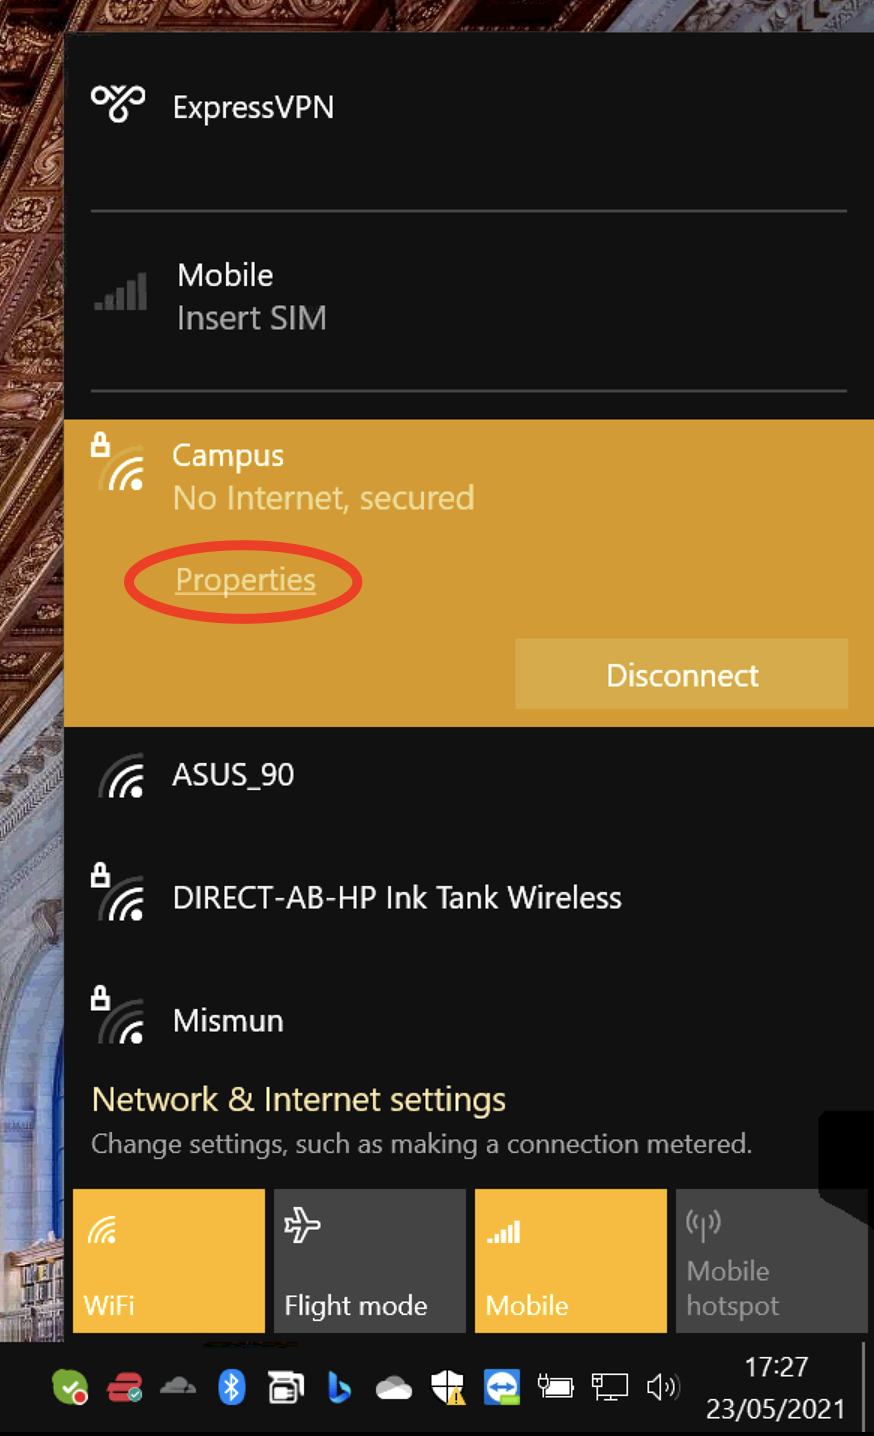 ExpressVPN
Mobile
Insert SIM
Campus
No Internet, secured
Properties
Disconnect
ASUS_90
DIRECT-AB-HP Ink Tank Wireless
Mismun
Network & Internet settings
Change settings, such as making a connection metered.
WiFi
Flight mode
Mobile
Mobile
hotspot
17:27
23/05/2021